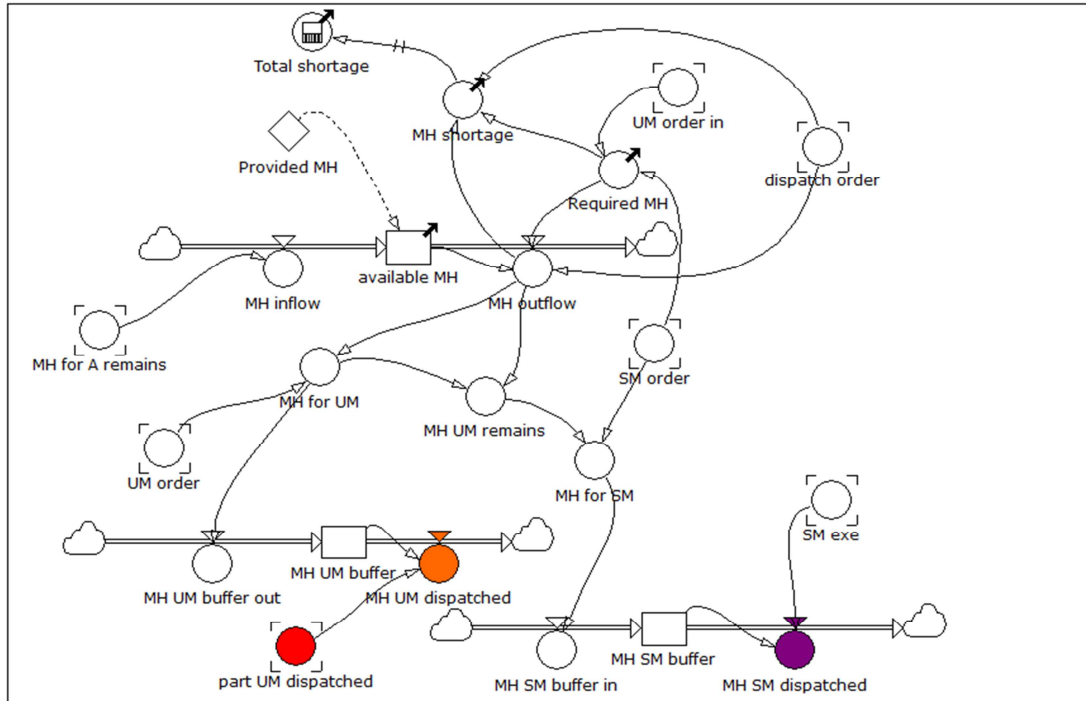 Total shortage
MH shortage
UM order in
Provided MH
dispatch order
Required MH
available MH
MH inflow
MH outflow
MH for A remains
SM order
MH for UM
MH UM remains
UM order
MH for SM
SM exe
MH UM buffer
MH UM buffer out
MH UM dispatched
part UM dispatched
MH SM buffer
MH SM buffer in
MH SM dispatched